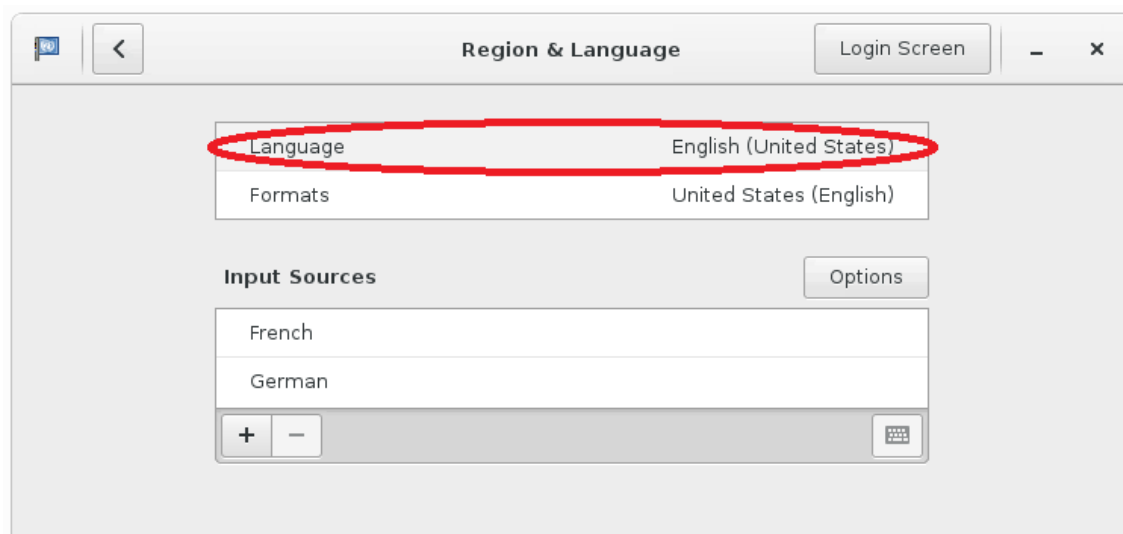 Region & Language
Login Screen
Language English (United States)
Formats United States (English)
Input Sources
Options
French
German